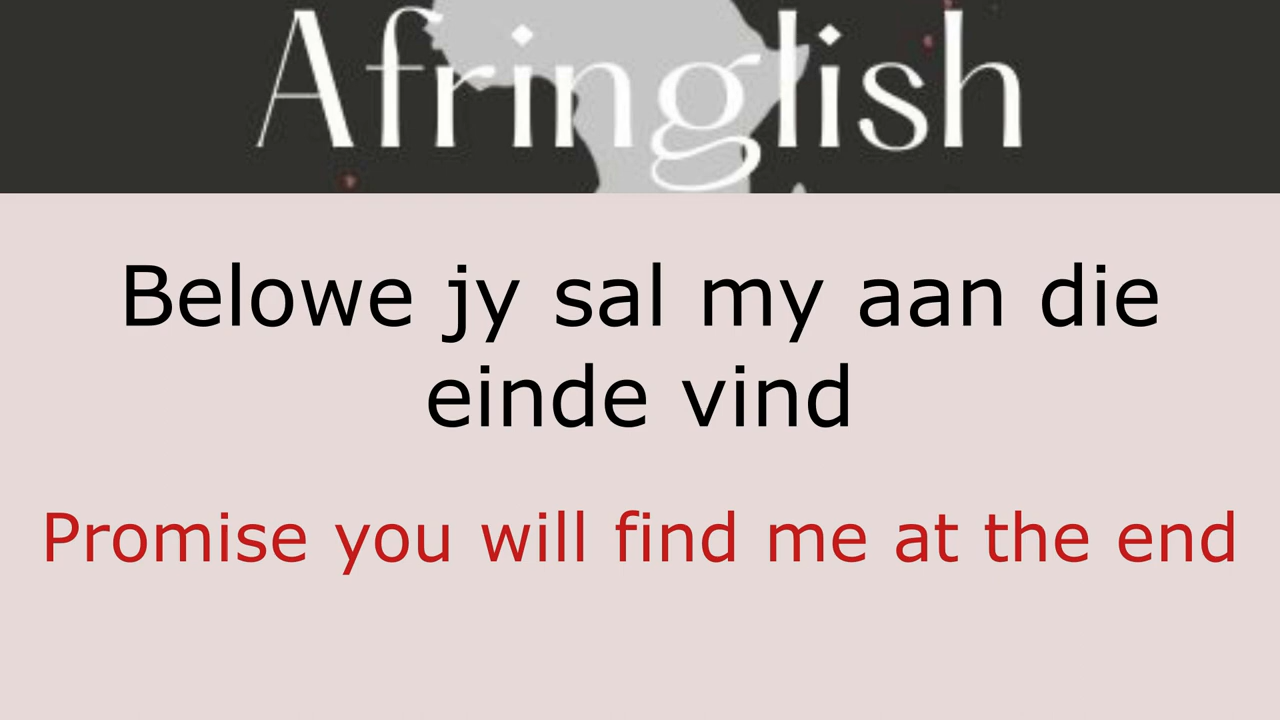 Afringlish
Belowe jy sal my aan die
einde vind
Promise you will find me at the end